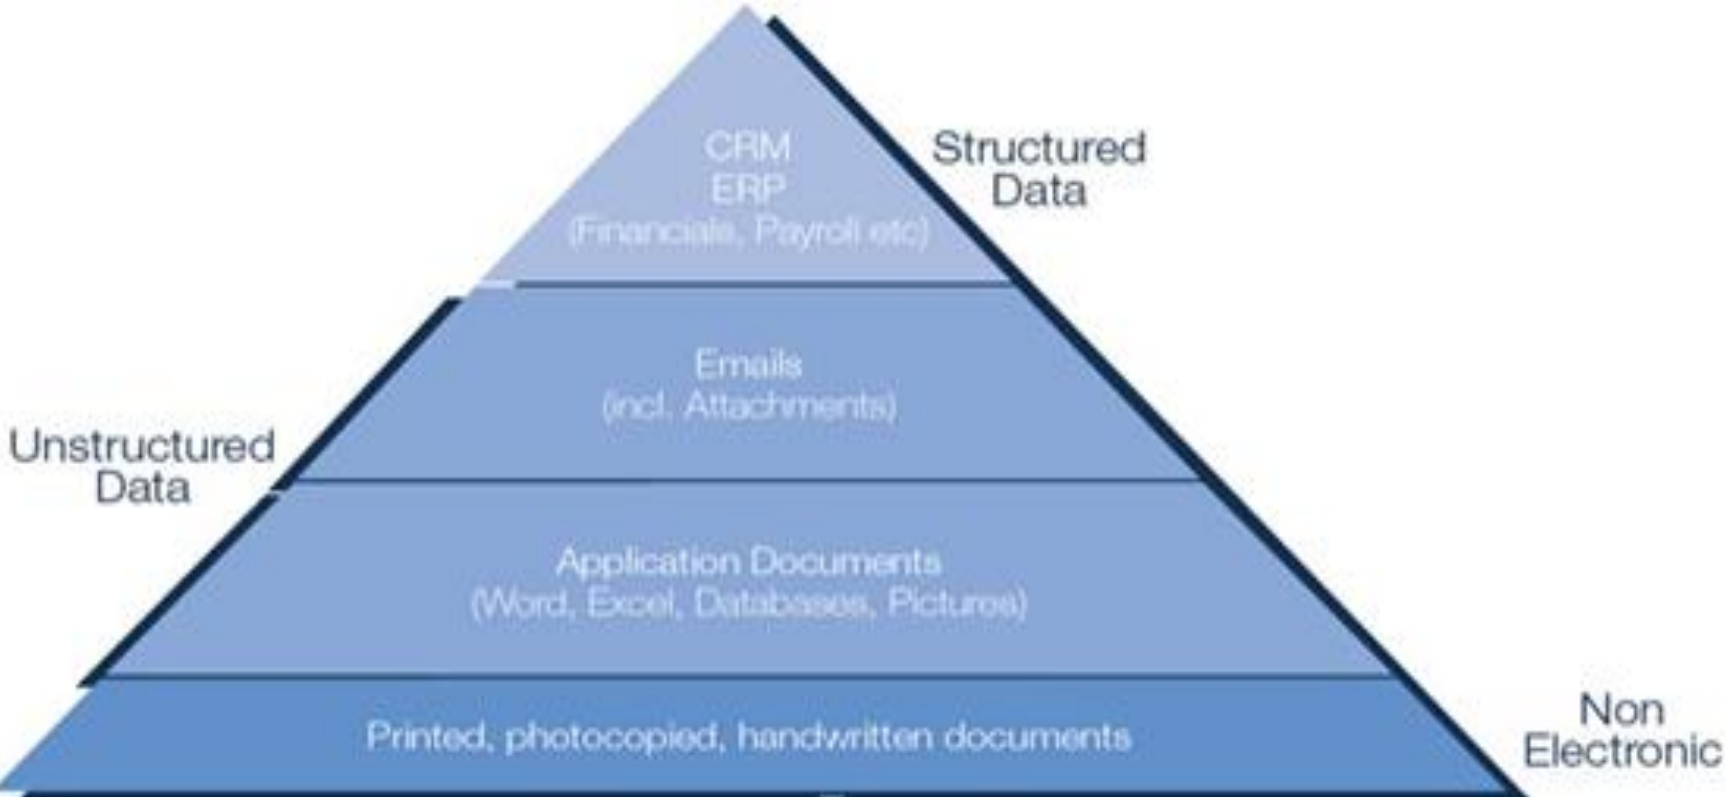 CRM
ERP
(Financials, Payroll etc)
Structured
Data
Emails
(incl. Attachments)
Unstructured
Data
Application Documents
(Word, Excel, Databases, Pictures)
Printed, photocopied, handwritten documents
Non
Electronic